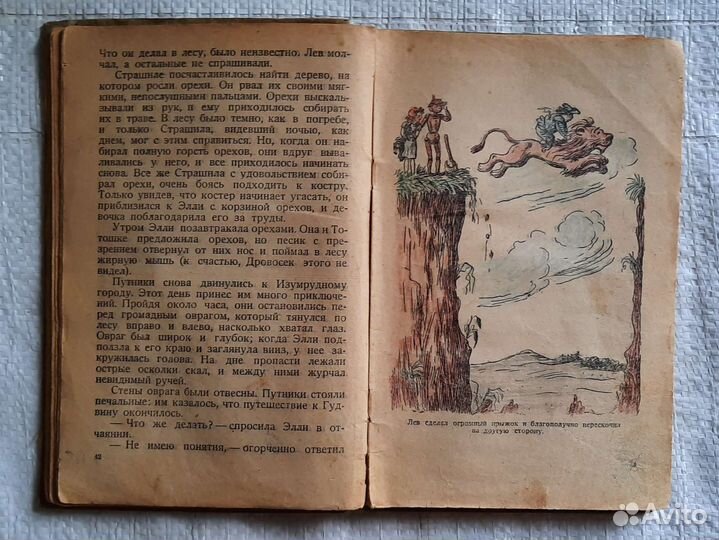 Что он делал в лесу, было неизвестно. Лев мол-
чал, а остальные не спрашивали.
Страшиле посчастливилось найти дерево, на
котором росли орехи. Он рвал их своими мяг-
кими, непослушными пальцами. Орехи выскаль-
зывали из рук, и ему приходилось собирать
их в траве. В лесу было темно, как в погребе,
и только Страшила, видевший ночью, как
днем, мог с этим справиться. Но, когда он на-
бирал полную горсть орехов, они вдруг выва-
ливались у него, и все приходилось начинать
снова. Все же Страшила с удовольствием соби-
рал орехи, очень боясь подходить к костру.
Только увидев, что костер начинает угасать, он
приблизился к Элли с корзиной орехов, и де-
вочка поблагодарила его за труды.
Утром Элли позавтракала орехами. Она и То-
тошке предложила орехов, но песик с пре-
зрением отвернул от них нос и поймал в лесу
жирную мышь (к счастью, Дровосек этого не
видел).
Путники снова двинулись к Изумрудному
городу. Этот день принес им много приключе-
ний. Пройдя около часа, они остановились пе-
ред громадным оврагом, который тянулся по
лесу вправо и влево, насколько хватал глаз.
Овраг был широк и глубок; когда Элли под-
ползла к его краю и заглянула вниз, у нее за-
кружилась голова. На дне пропасти лежали
острые осколки скал, и между ними журчал
невидимый ручей.
Стены оврага были отвесны. Путники стояли
печальные: им казалось, что путешествие к Гуд-
вину окончилось.
— Что же делать? — спросила Элли в от-
чаянии.
— Не имею понятия, — огорченно ответил
42
Лев сделал огромный прыжок и благополучно перескочил
на другую сторону.
Avito